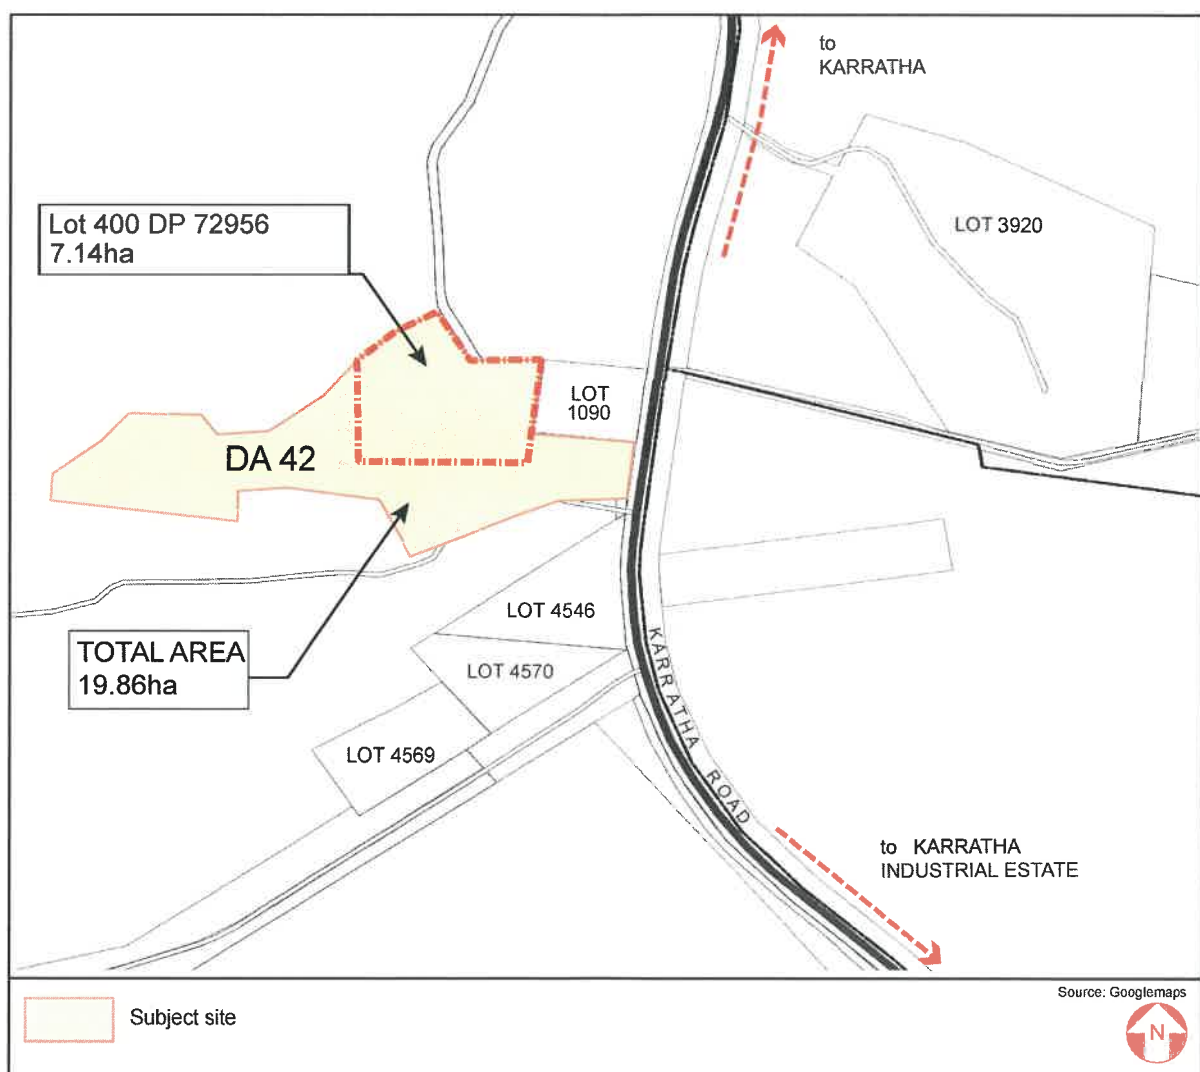 to
KARRATHA
Lot 400 DP 72956
7.14ha
LOT 3920
LOT
1090
DA 42
LOT 4546
TOTAL AREA
19.86ha
LOT 4570
KARRATHA ROAD
LOT 4569
to KARRATHA
INDUSTRIAL ESTATE
Source: Googlemaps
Subject site
N